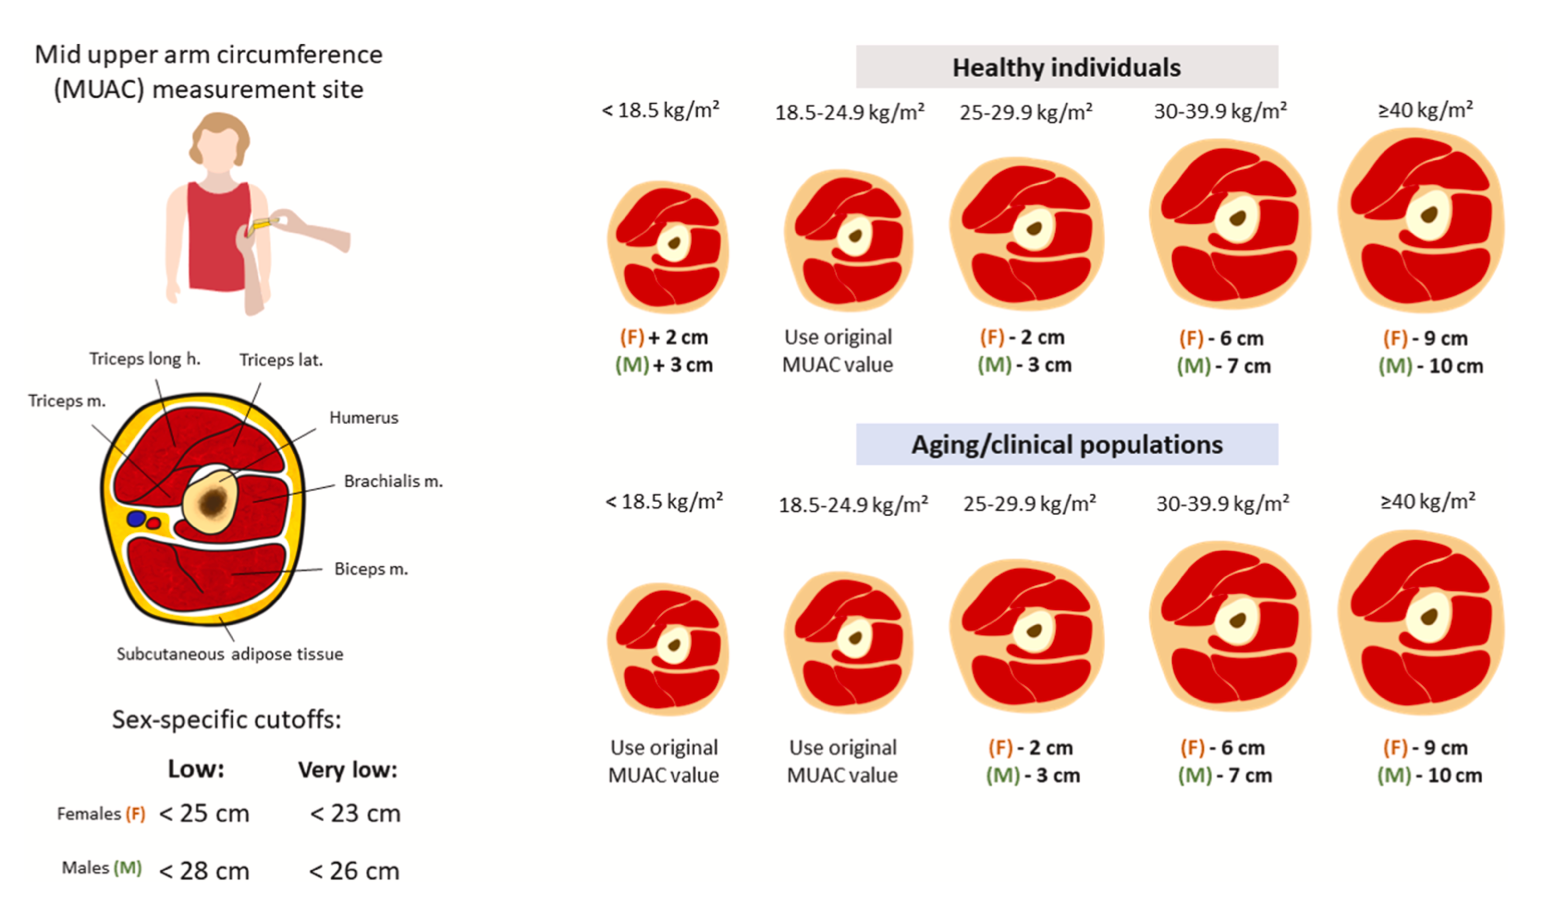 Mid upper arm circumference
(MUAC) measurement site
Triceps long h.
Triceps lat.
Triceps m.
Humerus
Brachialis m.
Biceps m.
Subcutaneous adipose tissue
Sex-specific cutoffs:
Low: Very low:
Females (F) < 25 cm < 23 cm
Males (M) < 28 cm < 26 cm
Healthy individuals
< 18.5 kg/m² 18.5-24.9 kg/m² 25-29.9 kg/m² 30-39.9 kg/m² ≥40 kg/m²
(F) + 2 cm Use original (F) - 2 cm (F) - 6 cm (F) - 9 cm
(M) + 3 cm MUAC value (M) - 3 cm (M) - 7 cm (M) - 10 cm
Aging/clinical populations
< 18.5 kg/m² 18.5-24.9 kg/m² 25-29.9 kg/m² 30-39.9 kg/m² ≥40 kg/m²
Use original Use original (F) - 2 cm (F) - 6 cm (F) - 9 cm
MUAC value MUAC value (M) - 3 cm (M) - 7 cm (M) - 10 cm